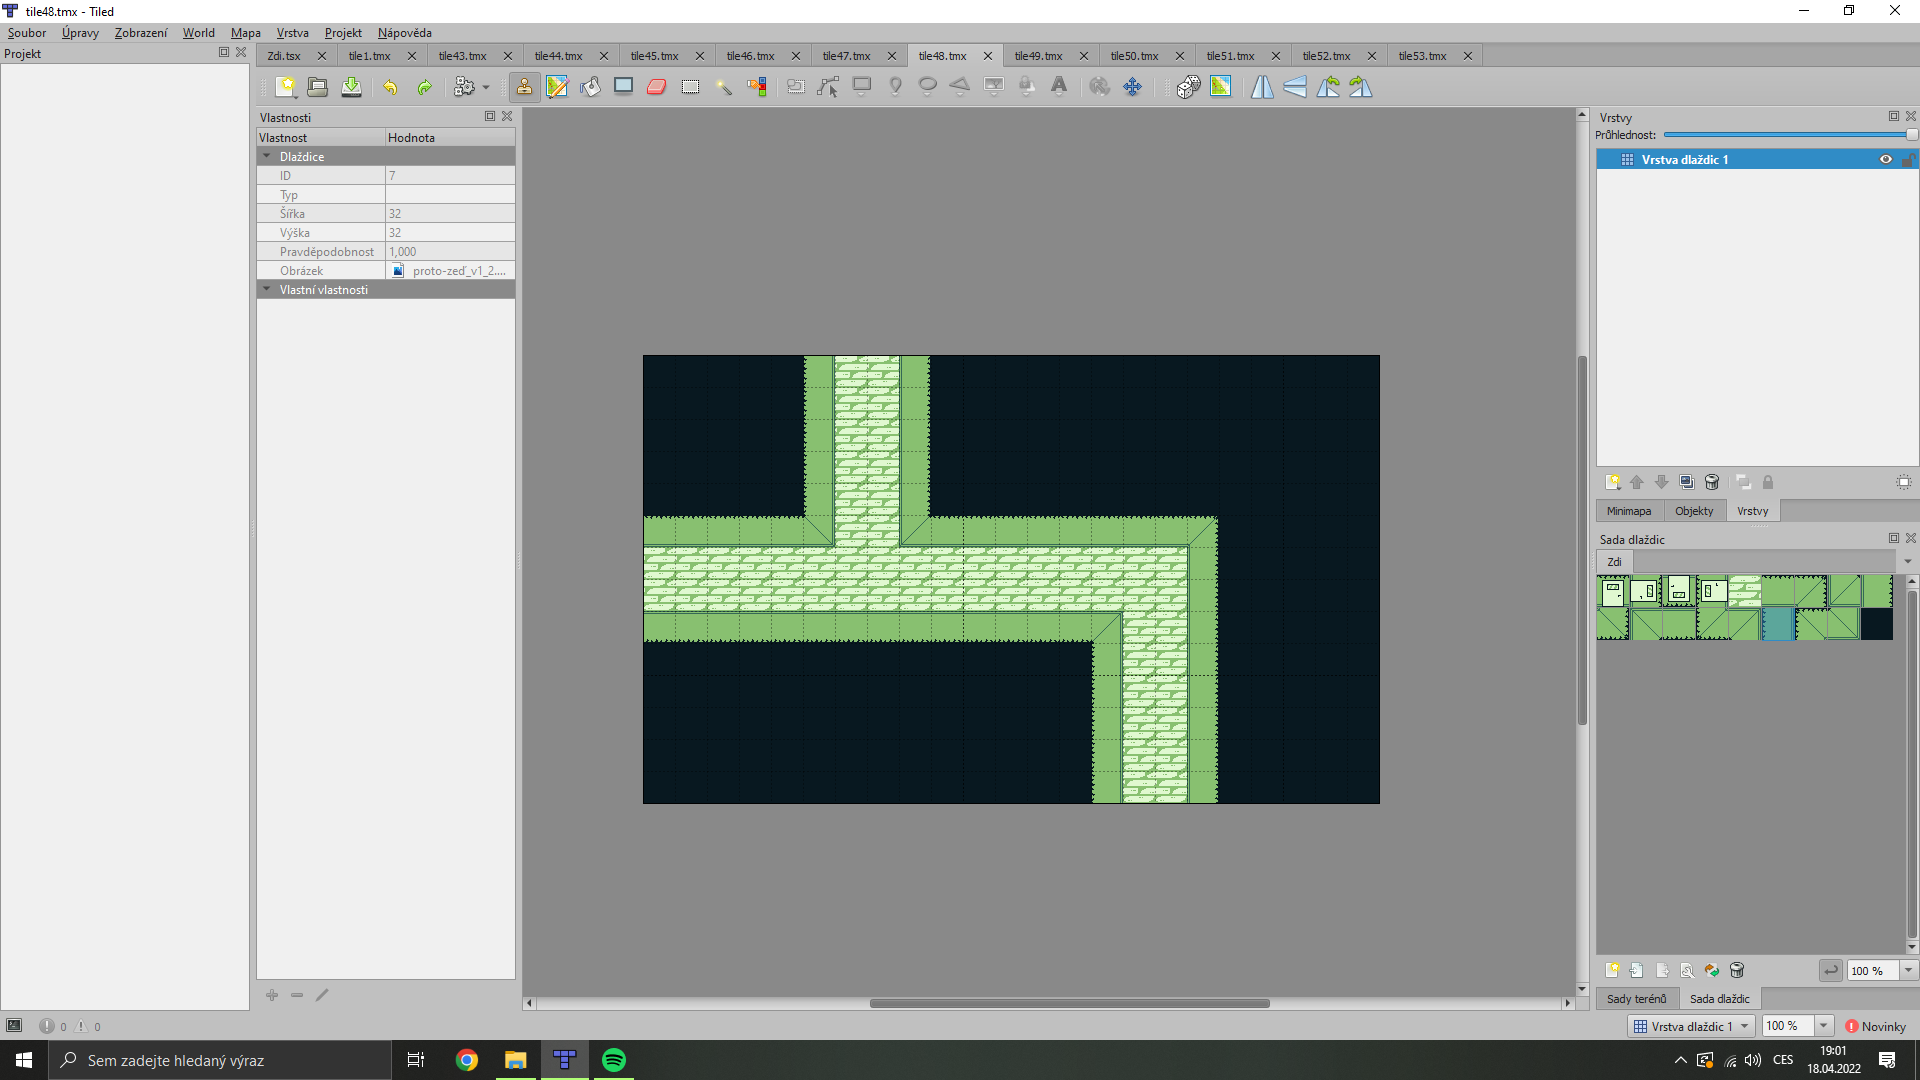 tile48.tmx - Tiled
Soubor Úpravy Zobrazení World Mapa Vrstva Projekt Nápověda
Projekt
Zdi.tsx tile1.tmx tile43.tmx tile44.tmx tile45.tmx tile46.tmx tile47.tmx tile48.tmx tile49.tmx tile50.tmx tile51.tmx tile52.tmx tile53.tmx
Vlastnosti
Vlastnost Hodnota
Dlaždice
ID 7
Typ
Šířka 32
Výška 32
Pravděpodobnost 1,000
Obrázek proto-zeď_v1_2....
Vlastní vlastnosti
Vrstvy
Průhlednost:
Vrstva dlaždic 1
Minimapa Objekty Vrstvy
Sada dlaždic
Zdi
100 %
Sady terénů Sada dlaždic
0 0
Vrstva dlaždic 1 100 % Novinky
Sem zadejte hledaný výraz
CES
19:01
18.04.2022